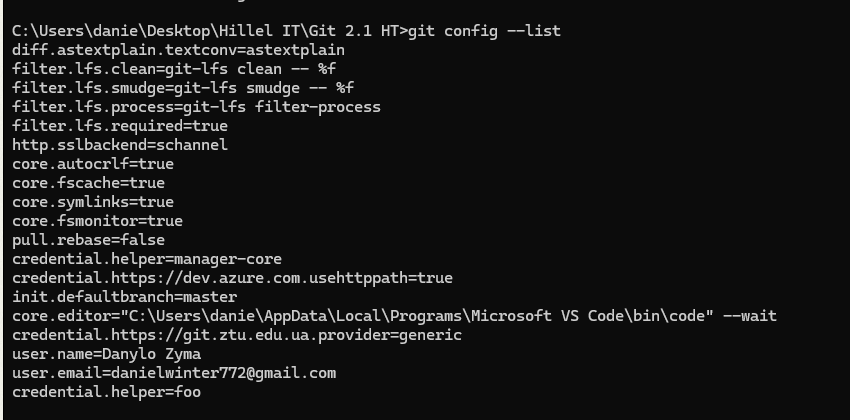 C:\Users\danie\Desktop\Hillel IT\Git 2.1 HT>git config --list
diff.astextplain.textconv=astextplain
filter.lfs.clean=git-lfs clean -- %f
filter.lfs.smudge=git-lfs smudge -- %f
filter.lfs.process=git-lfs filter-process
filter.lfs.required=true
http.sslbackend=schannel
core.autocrlf=true
core.fscache=true
core.symlinks=true
core.fsmonitor=true
pull.rebase=false
credential.helper=manager-core
credential.https://dev.azure.com.usehttppath=true
init.defaultbranch=master
core.editor="C:\Users\danie\AppData\Local\Programs\Microsoft VS Code\bin\code" --wait
credential.https://git.ztu.edu.ua.provider=generic
user.name=Danylo Zyma
user.email=danielwinter772@gmail.com
credential.helper=foo